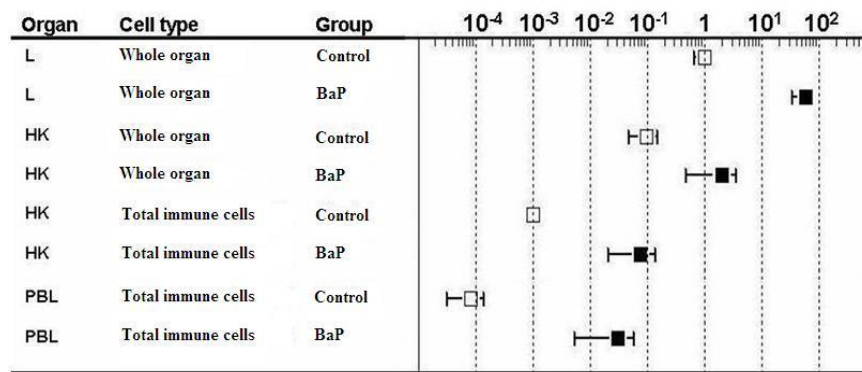 Organ Cell type Group 10-4 10-3 10-2 10-1 1 101 102
L Whole organ Control
L Whole organ BaP
HK Whole organ Control
HK Whole organ BaP
HK Total immune cells Control
HK Total immune cells BaP
PBL Total immune cells Control
PBL Total immune cells BaP